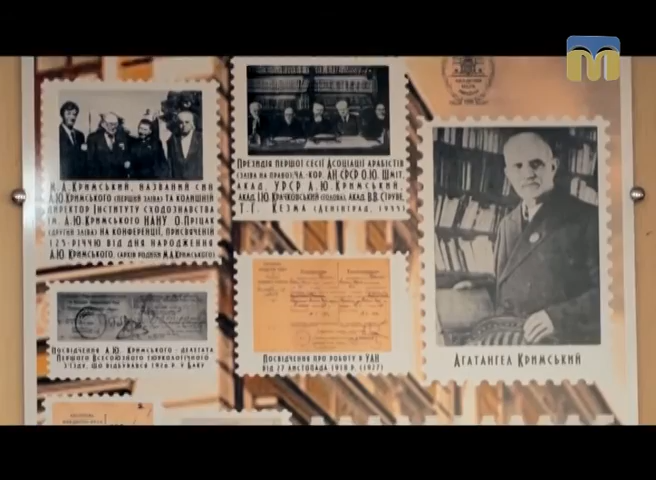 М.А.Кримський, названий син
А.Ю.Кримського (перший зліва) та колишній
директор Інституту сходознавства
ім. А.Ю.Кримського НАНУ О.Пріцак
(другий зліва) на конференції, присвяченій
125-річчю від дня народження
А.Ю.Кримського. (архів родини М.А.Кримського)
Президія першої сесії Асоціації арабістів
(зліва на право): чл.-кор. АН СРСР О.Ю. Шміт,
акад. УРСР А.Ю. Кримський,
акад. І.Ю. Крачковський (голова), акад. В.В. Струве,
Т.Г. Кезма (Ленінград, 1935)
Посвідчення А.Ю. Кримського - делегата
Першого Всесоюзного тюркологічного
з'їзду, що відбувався 1926 р. у Баку
Посвідчення про роботу в УАН
від 27 листопада 1918 р. (1927)
Агатангел Кримський